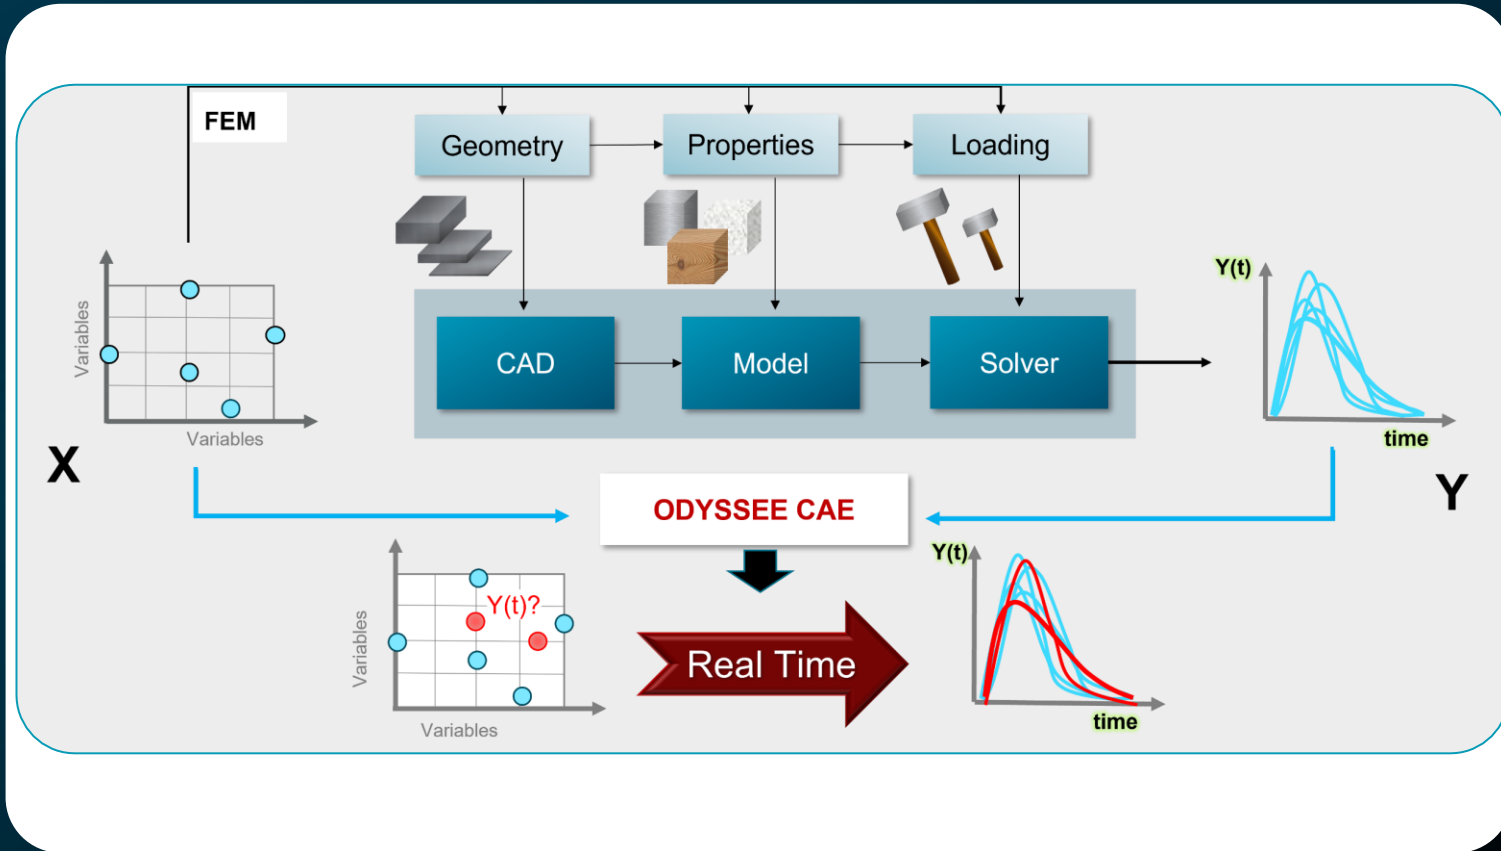 FEM
Geometry
Properties
Loading
Variables
Variables
X
CAD
Model
Solver
Y(t)
time
Y
ODYSSEE CAE
Variables
Variables
Y(t)?
Real Time
Y(t)
time